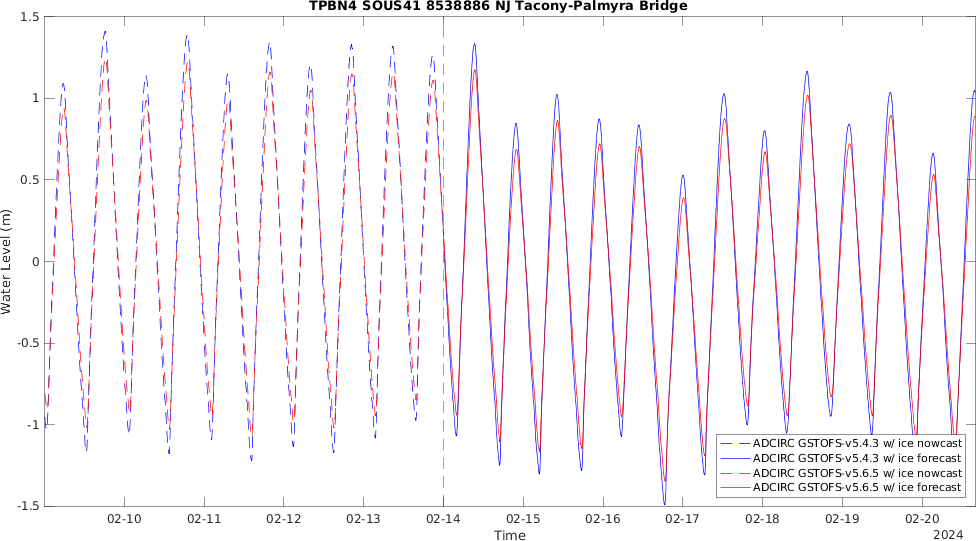 TPBN4 SOUS41 8538886 NJ Tacony-Palmyra Bridge
1.5
1
0.5
0
-0.5
-1
-1.5
Water Level (m)
02-10 02-11 02-12 02-13 02-14 02-15 02-16 02-17 02-18 02-19 02-20
Time
2024
ADCIRC GSTOFS-v5.4.3 w/ ice nowcast
ADCIRC GSTOFS-v5.4.3 w/ ice forecast
ADCIRC GSTOFS-v5.6.5 w/ ice nowcast
ADCIRC GSTOFS-v5.6.5 w/ ice forecast